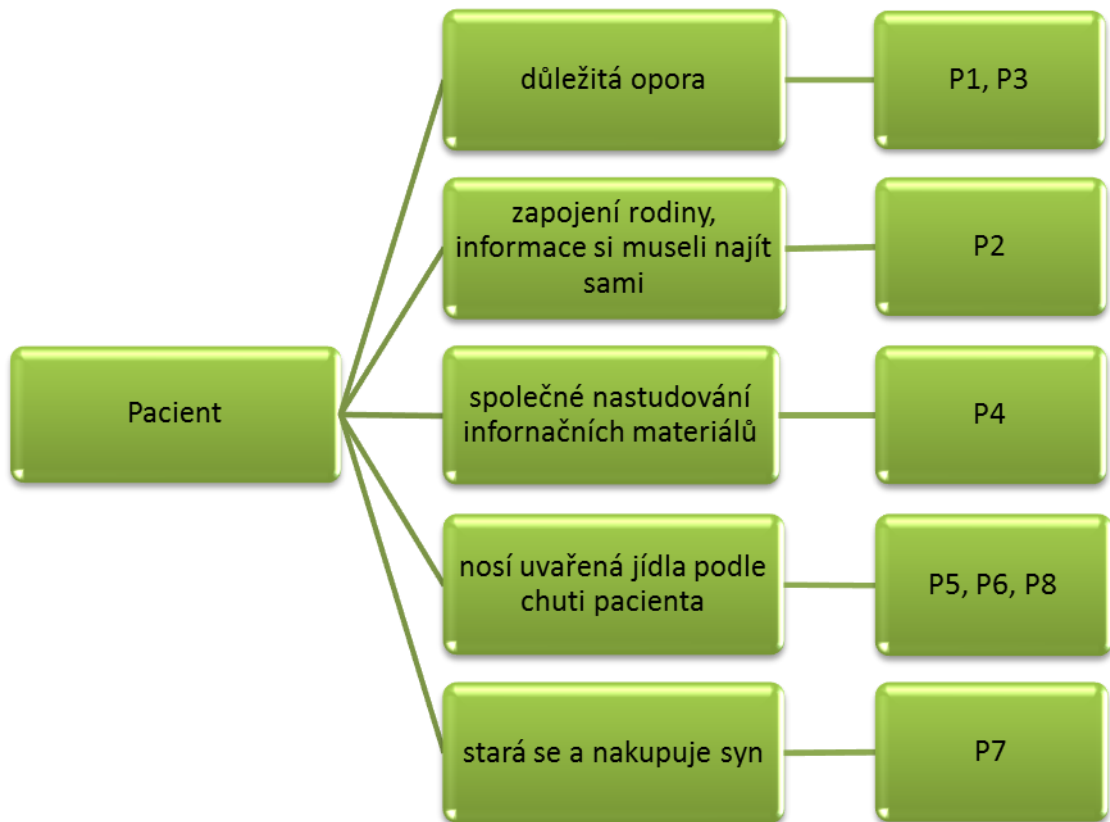 důležitá opora
P1, P3
zapojení rodiny,
informace si museli najít
sami
P2
Pacient
společné nastudování
infornačních materiálů
P4
nosí uvařená jídla podle
chuti pacienta
P5, P6, P8
stará se a nakupuje syn
P7